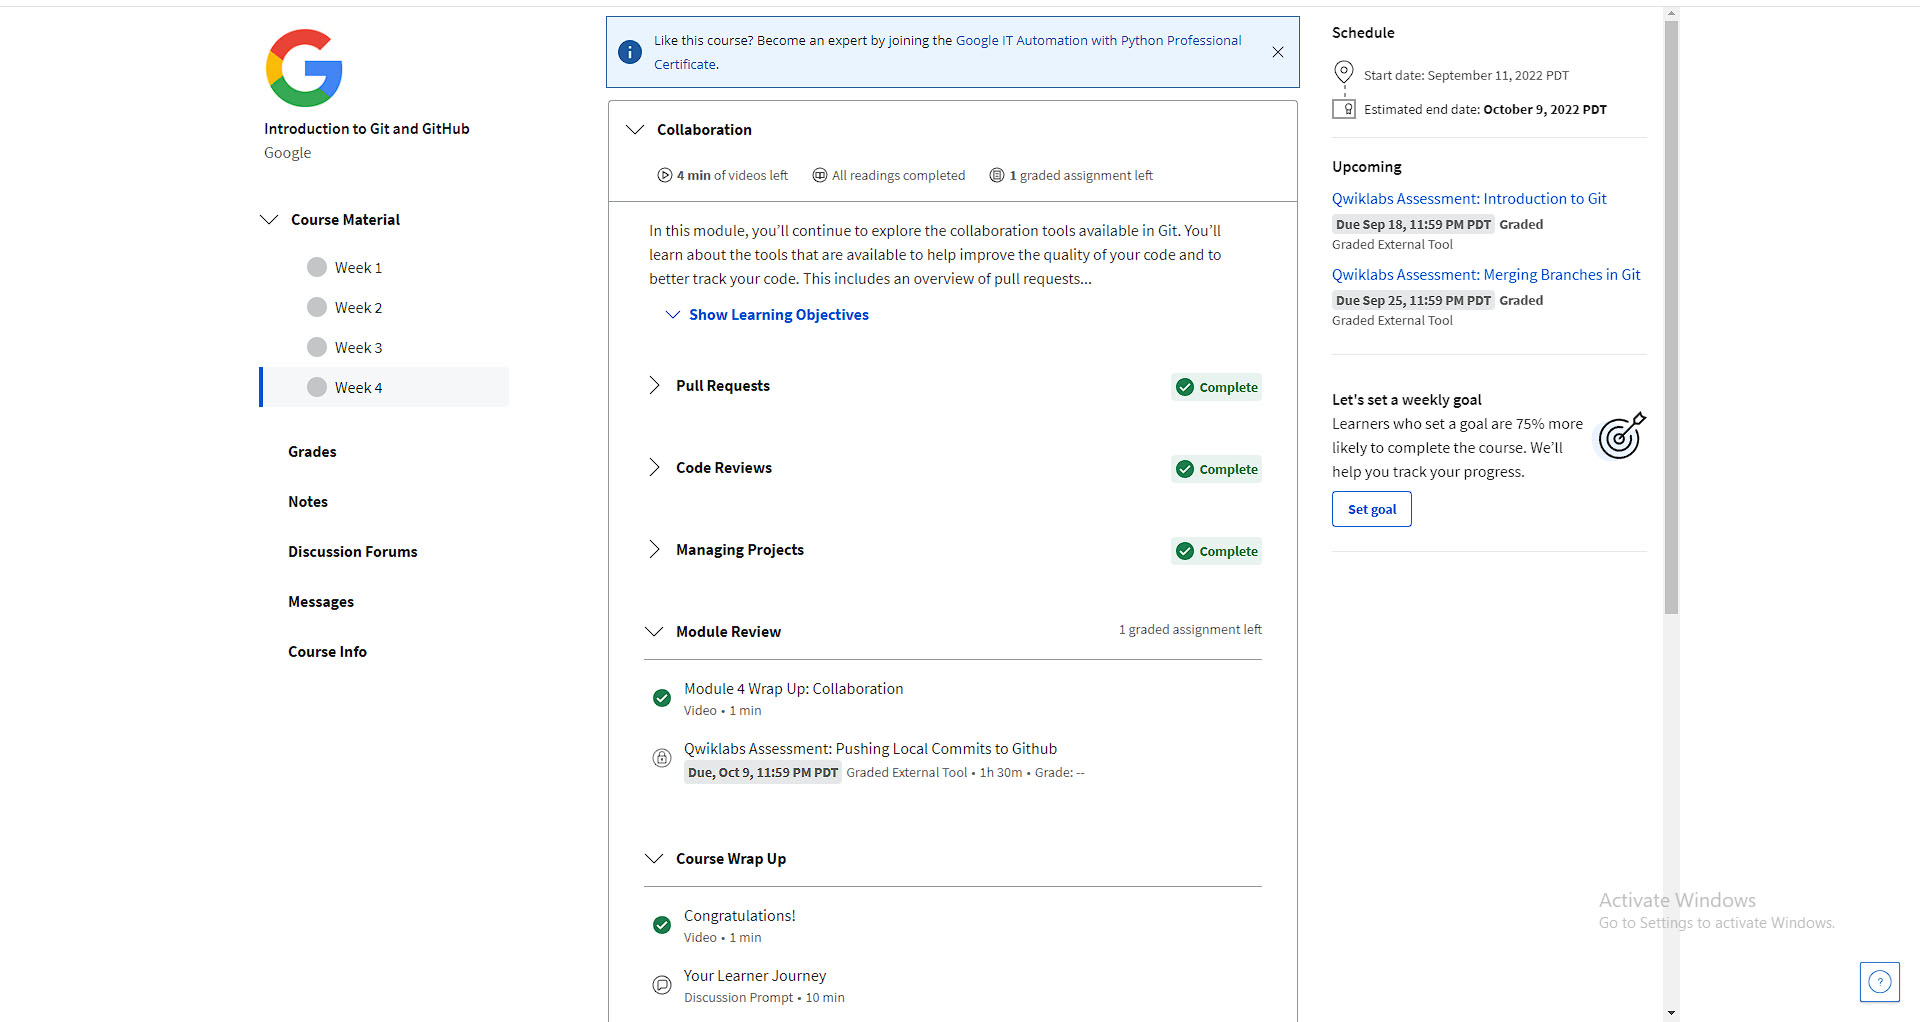 Introduction to Git and GitHub
Google
Course Material
Week 1
Week 2
Week 3
Week 4
Grades
Notes
Discussion Forums
Messages
Course Info
Like this course? Become an expert by joining the Google IT Automation with Python Professional
Certificate.
Collaboration
4 min of videos left
All readings completed
1 graded assignment left
In this module, you’ll continue to explore the collaboration tools available in Git. You’ll
learn about the tools that are available to help improve the quality of your code and to
better track your code. This includes an overview of pull requests...
Show Learning Objectives
Pull Requests
Complete
Code Reviews
Complete
Managing Projects
Complete
Module Review
1 graded assignment left
Module 4 Wrap Up: Collaboration
Video • 1 min
Qwiklabs Assessment: Pushing Local Commits to Github
Due, Oct 9, 11:59 PM PDT Graded External Tool • 1h 30m • Grade: --
Course Wrap Up
Congratulations!
Video • 1 min
Your Learner Journey
Discussion Prompt • 10 min
Schedule
Start date: September 11, 2022 PDT
Estimated end date: October 9, 2022 PDT
Upcoming
Qwiklabs Assessment: Introduction to Git
Due Sep 18, 11:59 PM PDT Graded
Graded External Tool
Qwiklabs Assessment: Merging Branches in Git
Due Sep 25, 11:59 PM PDT Graded
Graded External Tool
Let's set a weekly goal
Learners who set a goal are 75% more
likely to complete the course. We’ll
help you track your progress.
Set goal
Activate Windows
Go to Settings to activate Windows.
?